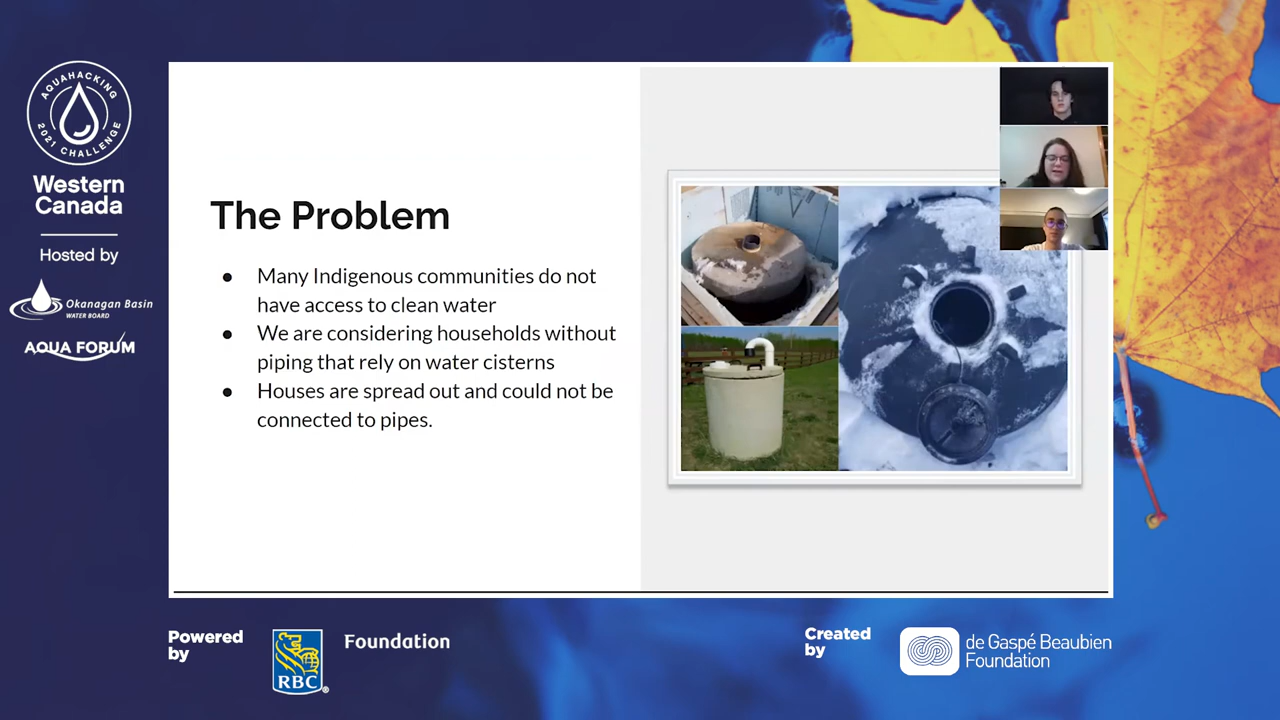 AQUAHACKING
2021 CHALLENGE
Western
Canada
Hosted by
Okanagan Basin
WATER BOARD
AQUA FORUM
The Problem
● Many Indigenous communities do not
have access to clean water
● We are considering households without
piping that rely on water cisterns
● Houses are spread out and could not be
connected to pipes.
Powered
by
RBC®
Foundation
Created
by
de Gaspé Beaubien
Foundation